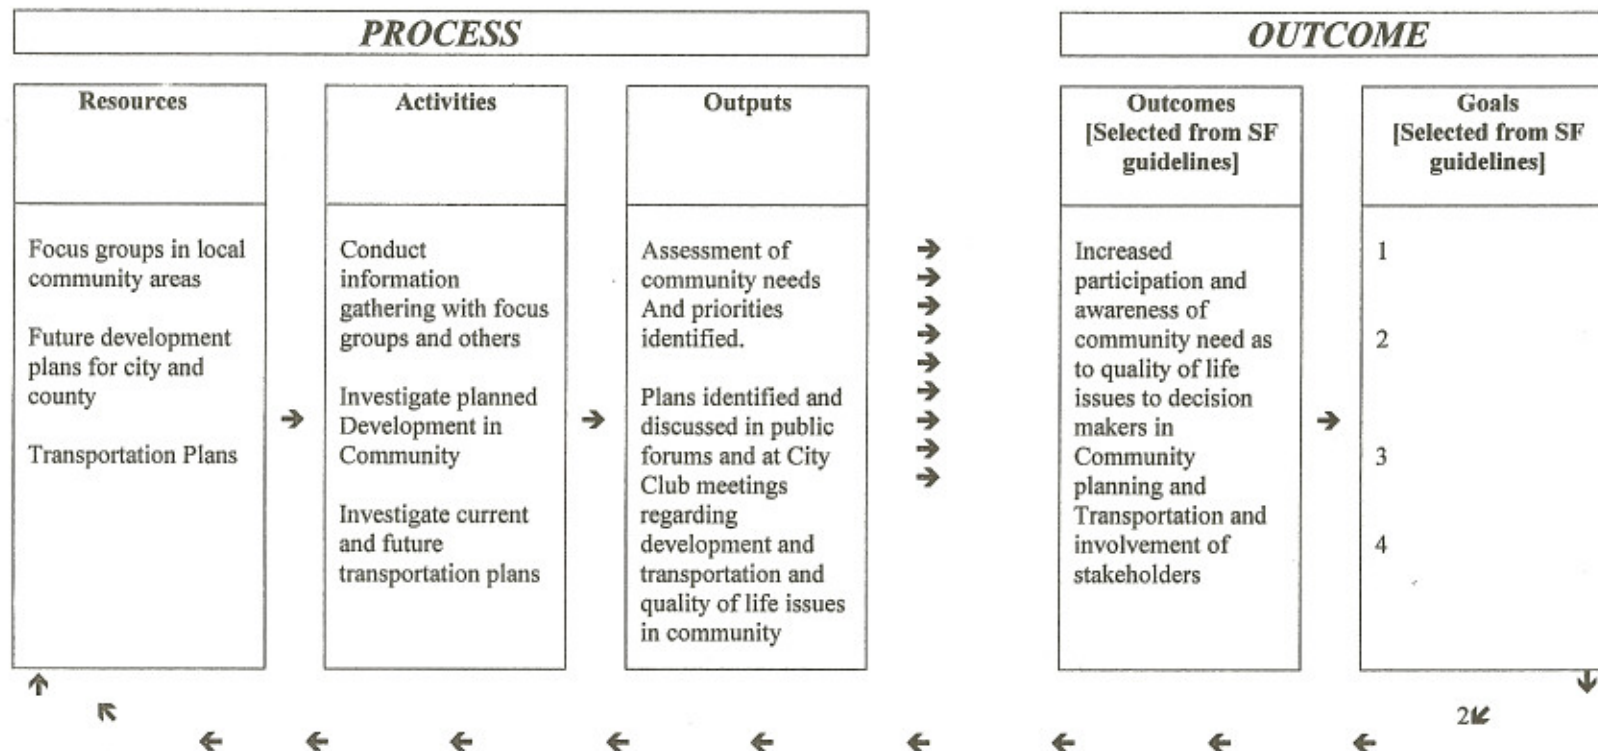 PROCESS
OUTCOME
Resources
Focus groups in local
community areas
Future development
plans for city and
county
Transportation Plans
Activities
Conduct
information
gathering with focus
groups and others
Investigate planned
Development in
Community
Investigate current
and future
transportation plans
Outputs
Assessment of
community needs
And priorities
identified.
Plans identified and
discussed in public
forums and at City
Club meetings
regarding
development and
transportation and
quality of life issues
in community
Outcomes
[Selected from SF
guidelines]
Increased
participation and
awareness of
community need as
to quality of life
issues to decision
makers in
Community
planning and
Transportation and
involvement of
stakeholders
Goals
[Selected from SF
guidelines]
1
2
3
4
2